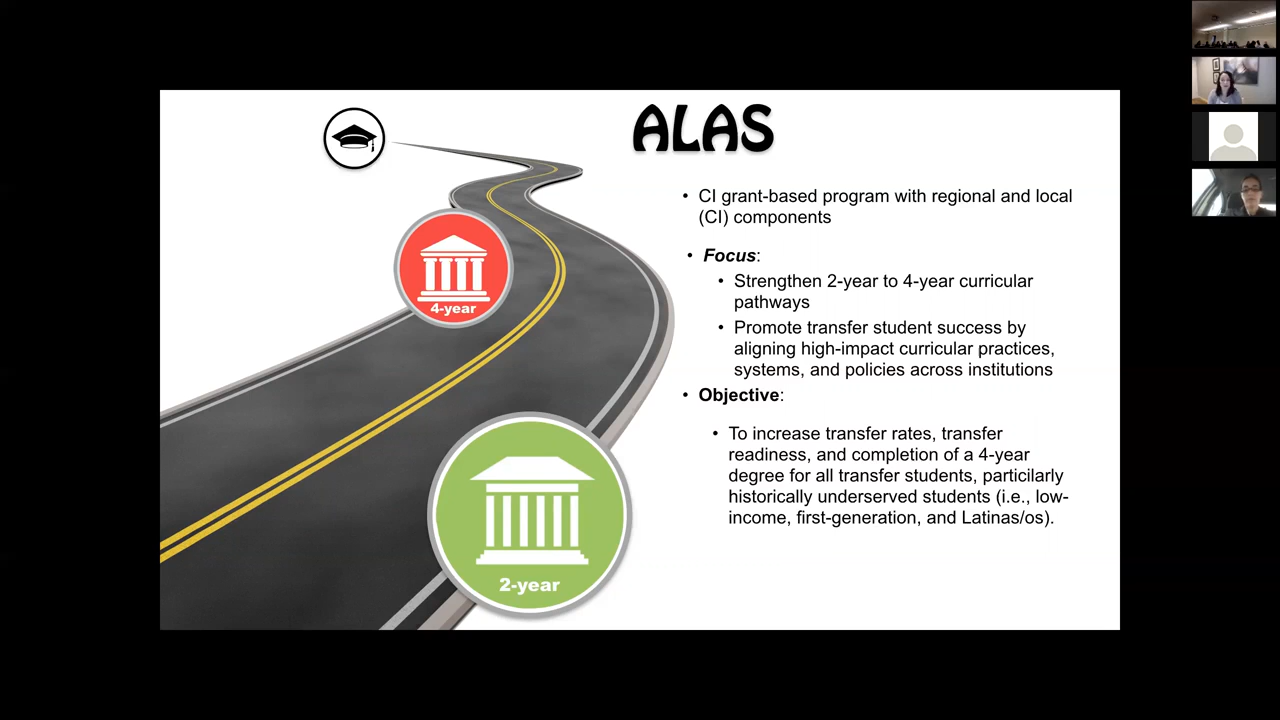 ALAS
• CI grant-based program with regional and local
(CI) components
• Focus:
• Strengthen 2-year to 4-year curricular
pathways
• Promote transfer student success by
aligning high-impact curricular practices,
systems, and policies across institutions
• Objective:
• To increase transfer rates, transfer
readiness, and completion of a 4-year
degree for all transfer students, particilarly
historically underserved students (i.e., low-
income, first-generation, and Latinas/os).
4-year
2-year